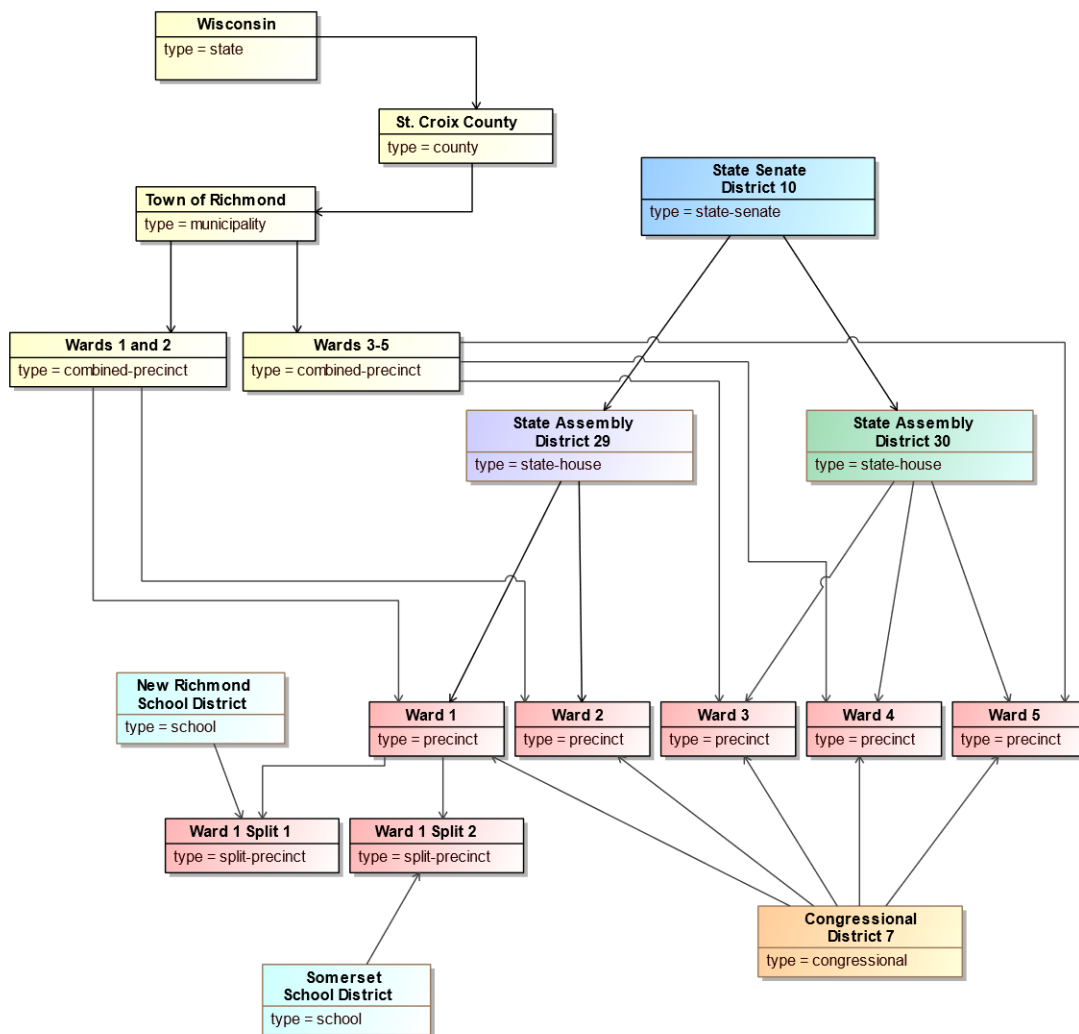 Wisconsin
type = state
St. Croix County
type = county
State Senate
District 10
type = state-senate
Town of Richmond
type = municipality
Wards 1 and 2
type = combined-precinct
Wards 3-5
type = combined-precinct
State Assembly
District 29
type = state-house
State Assembly
District 30
type = state-house
New Richmond
School District
type = school
Ward 1
type = precinct
Ward 2
type = precinct
Ward 3
type = precinct
Ward 4
type = precinct
Ward 5
type = precinct
Ward 1 Split 1
type = split-precinct
Ward 1 Split 2
type = split-precinct
Congressional
District 7
type = congressional
Somerset
School District
type = school